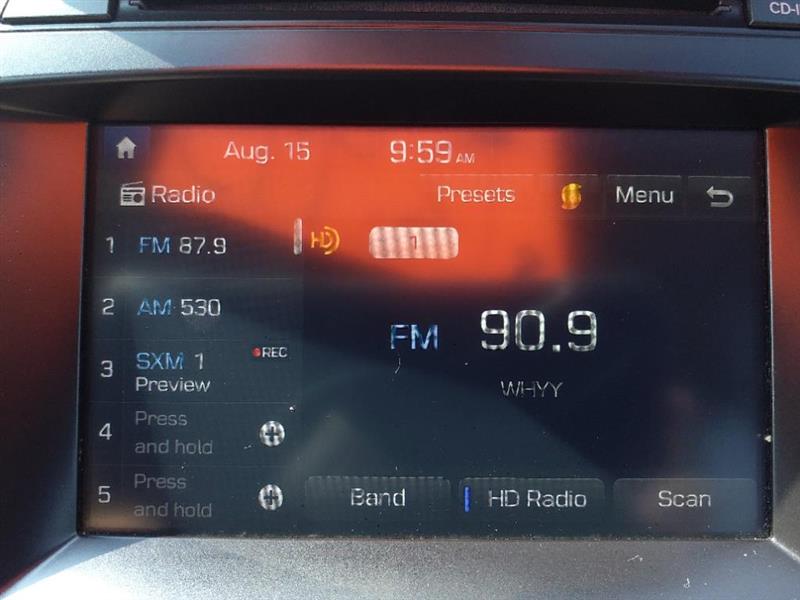 CD-I
Aug. 15 9:59 AM
Radio Presets Menu
1 FM 87.9
HD 1
2 AM 530
FM 90.9
3 SXM 1 REC
Preview
WHYY
4 Press
and hold
5 Press
and hold
Band HD Radio Scan